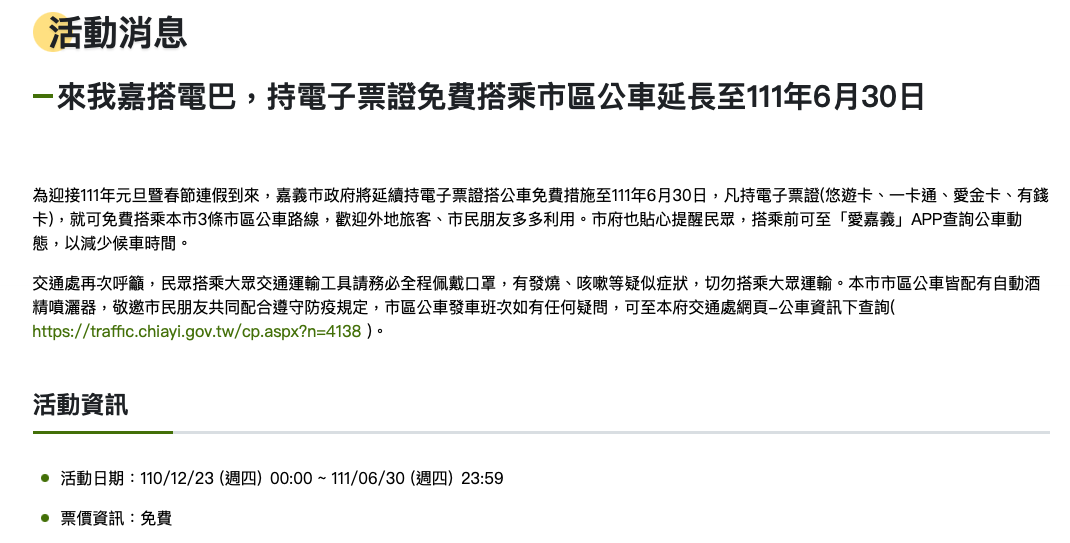 活動消息
來我嘉搭電巴，持電子票證免費搭乘市區公車延長至111年6月30日
為迎接111年元旦暨春節連假到來，嘉義市政府將延續持電子票證搭公車免費措施至111年6月30日，凡持電子票證(悠遊卡、一卡通、愛金卡、有錢
卡)，就可免費搭乘本市3條市區公車路線，歡迎外地旅客、市民朋友多多利用。市府也貼心提醒民眾，搭乘前可至「愛嘉義」APP查詢公車動
態，以減少候車時間。
交通處再次呼籲，民眾搭乘大眾交通運輸工具請務必全程佩戴口罩，有發燒、咳嗽等疑似症狀，切勿搭乘大眾運輸。本市市區公車皆配有自動酒
精噴灑器，敬邀市民朋友共同配合遵守防疫規定，市區公車發車班次如有任何疑問，可至本府交通處網頁-公車資訊下查詢(
https://traffic.chiayi.gov.tw/cp.aspx?n=4138 )。
活動資訊
活動日期：110/12/23 (週四) 00:00 ~ 111/06/30 (週四) 23:59
票價資訊：免費